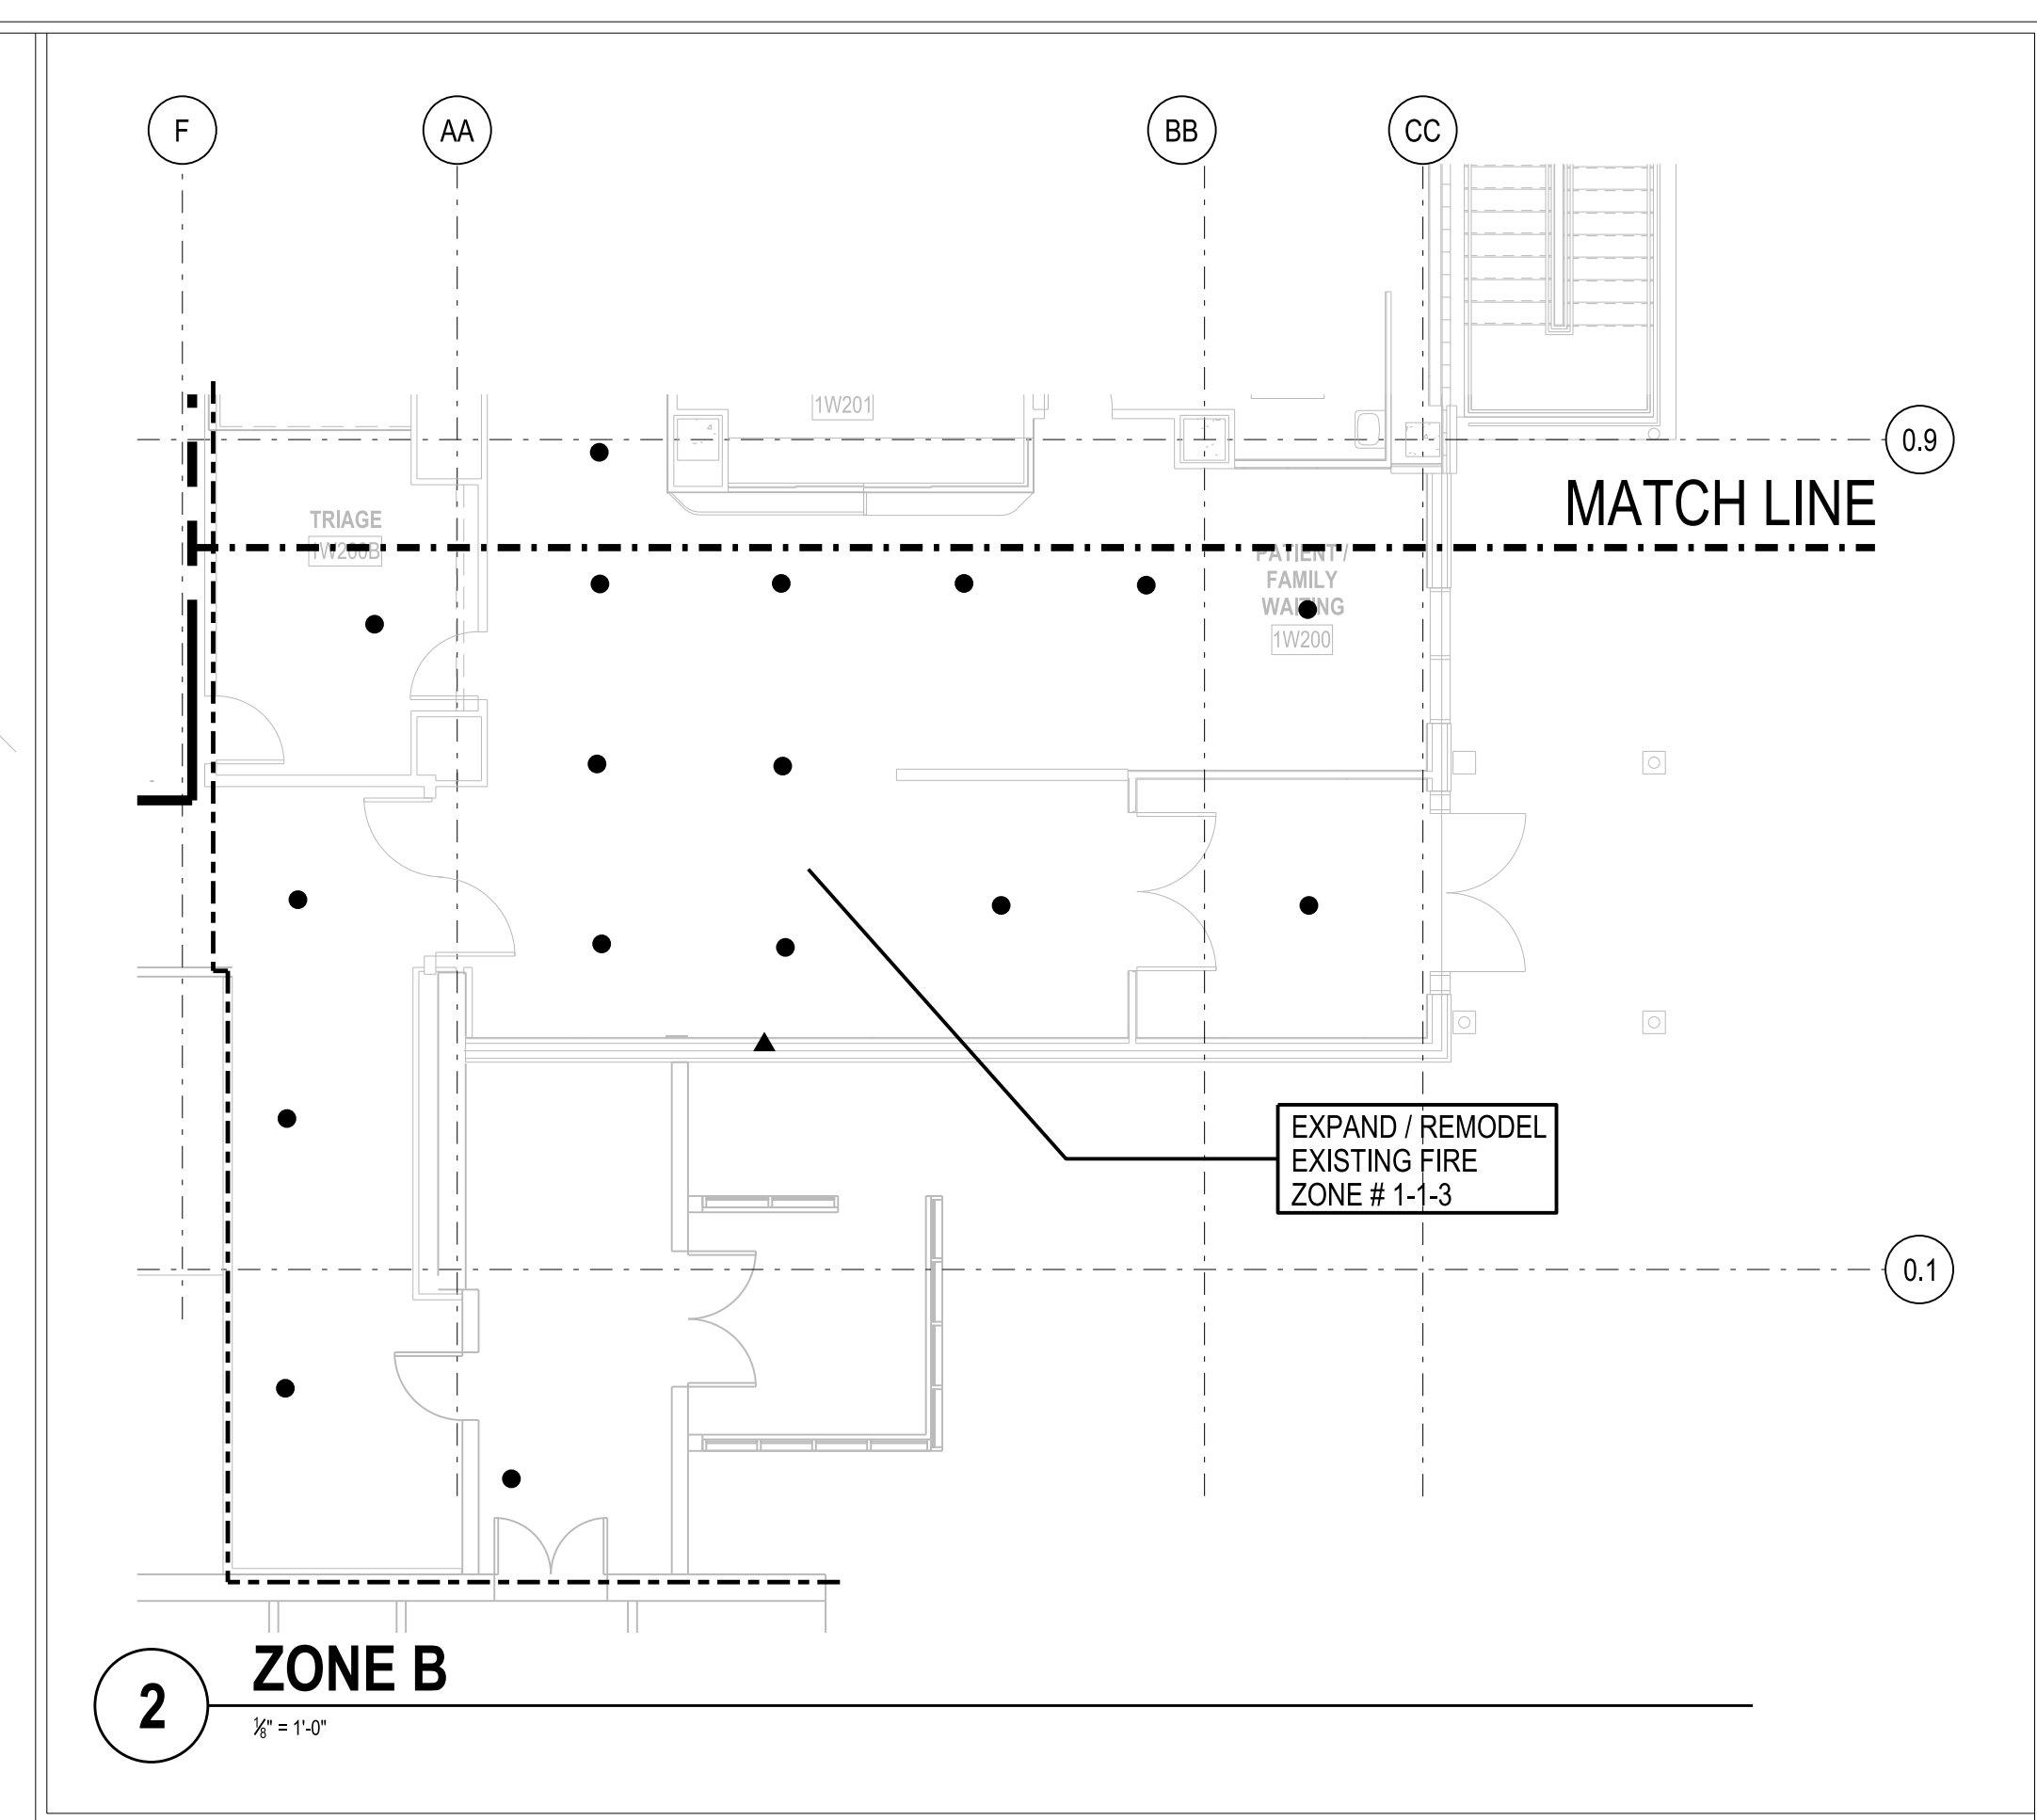 F
AA
BB
CC
1W201
0.9
MATCH LINE
TRIAGE
1W200B
PATIENT /
FAMILY
WAITING
1W200
EXPAND / REMODEL
EXISTING FIRE
ZONE # 1-1-3
0.1
2
ZONE B
⅛" = 1'-0"